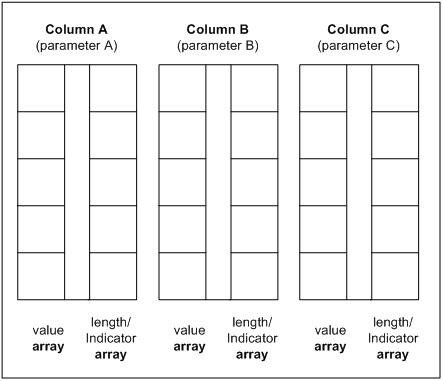 Column A
(parameter A)
Column B
(parameter B)
Column C
(parameter C)
value
array
length/
Indicator
array
value
array
length/
Indicator
array
value
array
length/
Indicator
array